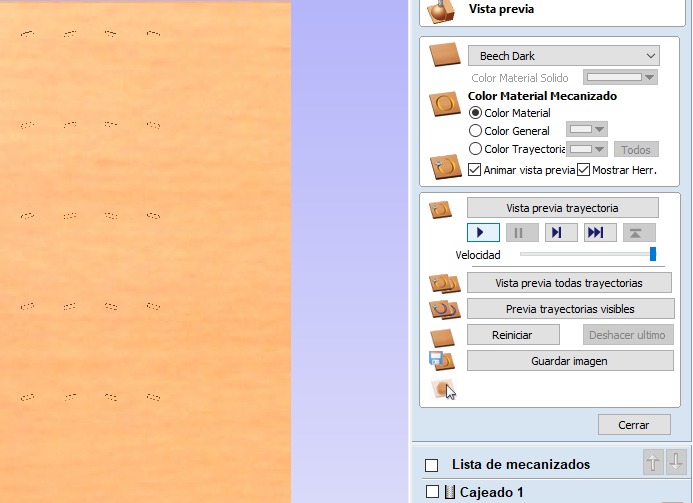 Vista previa
Beech Dark
Color Material Solido
Color Material Mecanizado
Color Material
Color General
Color Trayectoria
Todos
Animar vista previa
Mostrar Herr.
Vista previa trayectoria
Velocidad
Vista previa todas trayectorias
Previa trayectorias visibles
Reiniciar
Deshacer ultimo
Guardar imagen
Cerrar
Lista de mecanizados
Cajeado 1